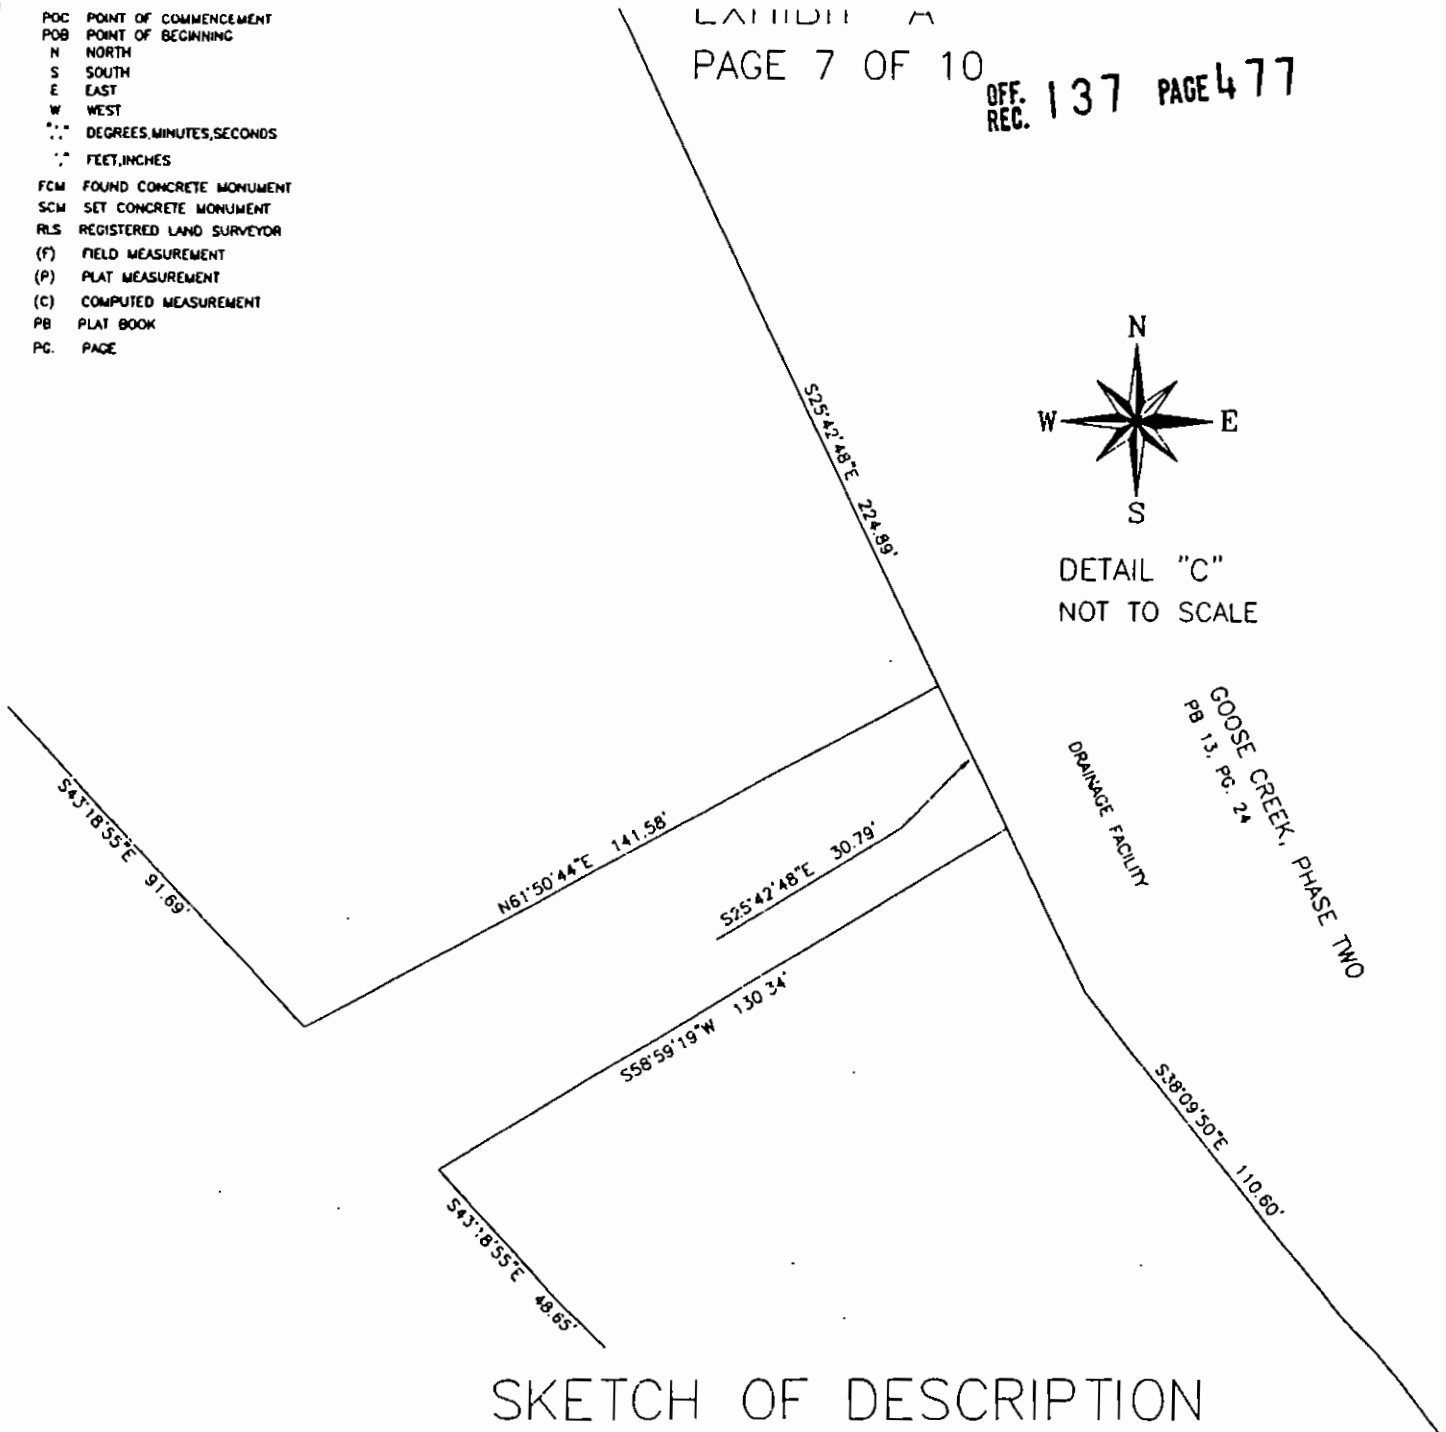 POC POINT OF COMMENCEMENT
POB POINT OF BEGINNING
N NORTH
S SOUTH
E EAST
W WEST
°'" DEGREES,MINUTES,SECONDS
'," FEET,INCHES
FCM FOUND CONCRETE MONUMENT
SCM SET CONCRETE MONUMENT
RLS REGISTERED LAND SURVEYOR
(F) FIELD MEASUREMENT
(P) PLAT MEASUREMENT
(C) COMPUTED MEASUREMENT
PB PLAT BOOK
PG. PAGE
EXHIBIT A
PAGE 7 OF 10
OFF. REC. 137 PAGE 477
N
W E
S
DETAIL "C"
NOT TO SCALE
S25°42'48"E 224.89'
GOOSE CREEK, PHASE TWO
PB 13, PG. 24
DRAINAGE FACILITY
S43°18'55"E 91.69'
N61°50'44"E 141.58'
S25°42'48"E 30.79'
S58°59'19"W 130.34'
S38°09'50"E 110.60'
S43°18'55"E 48.65'
SKETCH OF DESCRIPTION